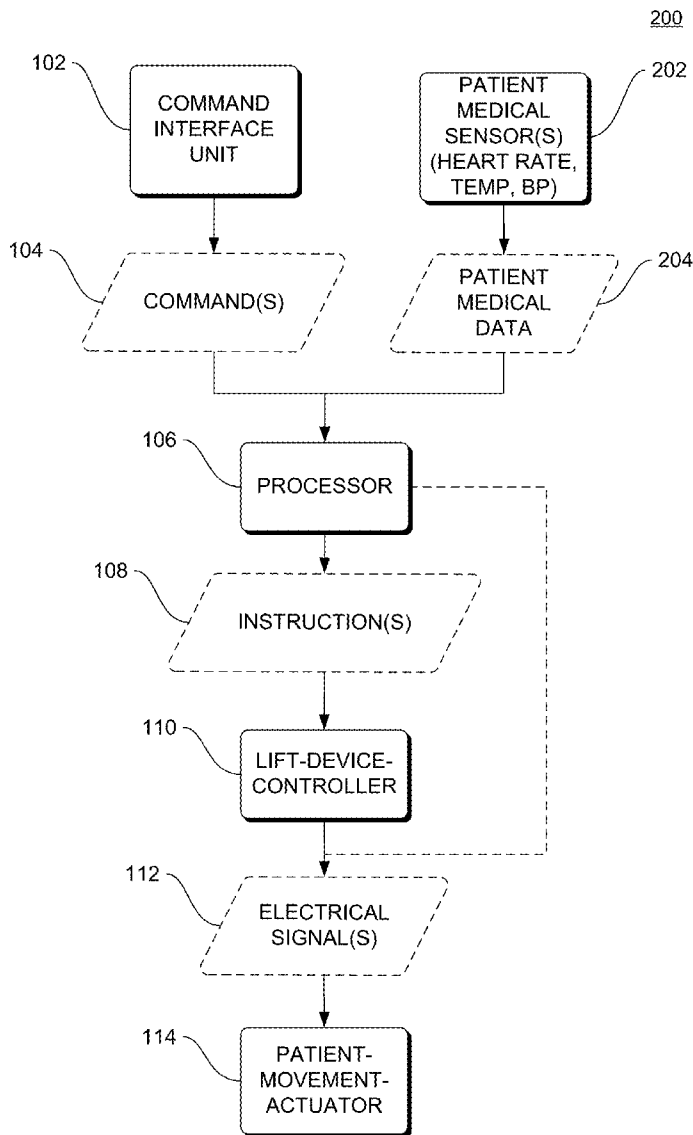 200
102
COMMAND
INTERFACE
UNIT
PATIENT
MEDICAL
SENSOR(S)
(HEART RATE,
TEMP, BP)
202
104
COMMAND(S)
PATIENT
MEDICAL
DATA
204
106
PROCESSOR
108
INSTRUCTION(S)
110
LIFT-DEVICE-
CONTROLLER
112
ELECTRICAL
SIGNAL(S)
114
PATIENT-
MOVEMENT-
ACTUATOR